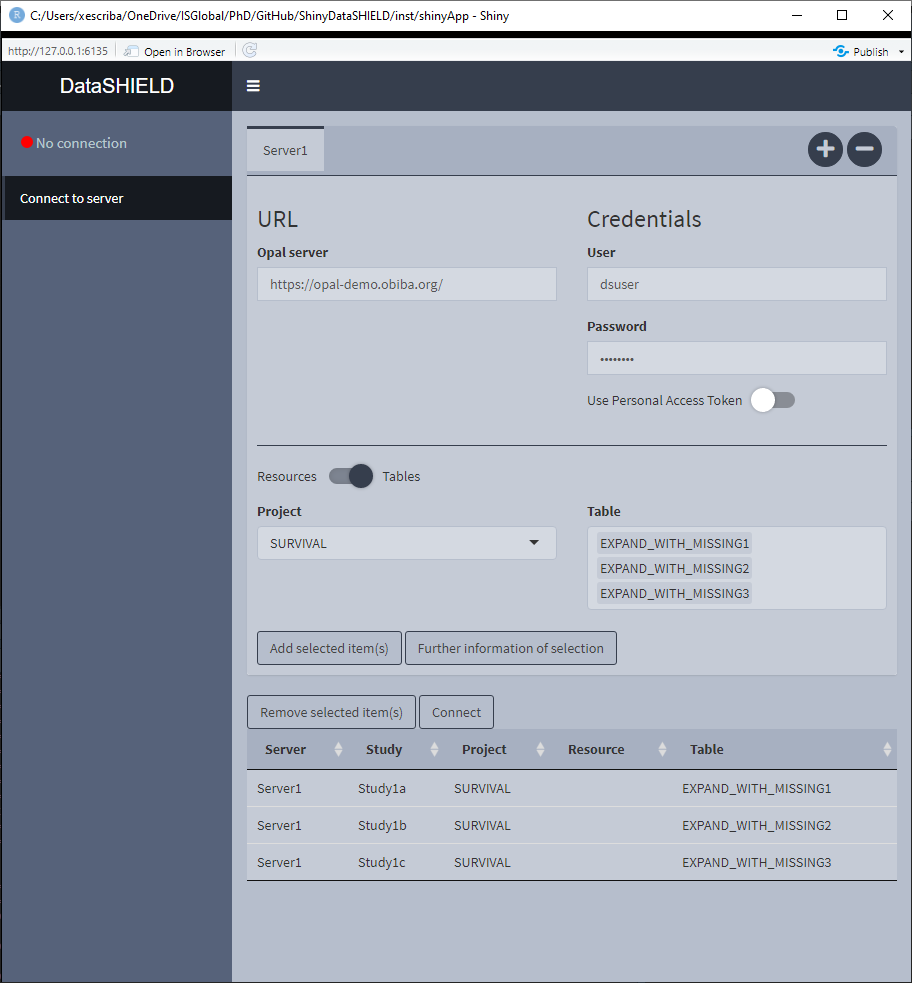 C:/Users/xescriba/OneDrive/ISGlobal/PhD/GitHub/ShinyDataSHIELD/inst/shinyApp - Shiny
http://127.0.0.1:6135 Open in Browser Publish
DataSHIELD
No connection
Connect to server
Server1
URL Credentials
Opal server User
https://opal-demo.obiba.org/ dsuser
Password
••••••••
Use Personal Access Token
Resources Tables
Project Table
SURVIVAL EXPAND_WITH_MISSING1
EXPAND_WITH_MISSING2
EXPAND_WITH_MISSING3
Add selected item(s) Further information of selection
Remove selected item(s) Connect
Server Study Project Resource Table
Server1 Study1a SURVIVAL EXPAND_WITH_MISSING1
Server1 Study1b SURVIVAL EXPAND_WITH_MISSING2
Server1 Study1c SURVIVAL EXPAND_WITH_MISSING3